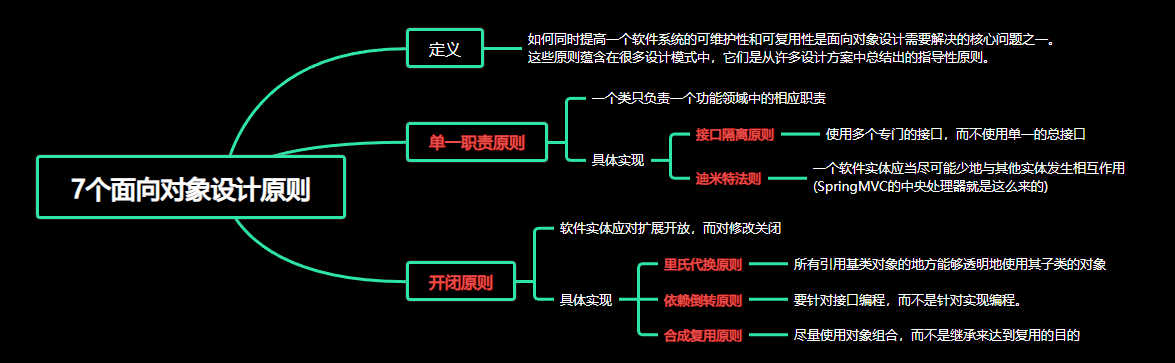 7个面向对象设计原则
定义
如何同时提高一个软件系统的可维护性和可复用性是面向对象设计需要解决的核心问题之一。
这些原则蕴含在很多设计模式中，它们是从许多设计方案中总结出的指导性原则。
单一职责原则
一个类只负责一个功能领域中的相应职责
具体实现
接口隔离原则
使用多个专门的接口，而不使用单一的总接口
迪米特法则
一个软件实体应当尽可能少地与其他实体发生相互作用
(SpringMVC的中央处理器就是这么来的)
开闭原则
软件实体应对扩展开放，而对修改关闭
具体实现
里氏代换原则
所有引用基类对象的地方能够透明地使用其子类的对象
依赖倒转原则
要针对接口编程，而不是针对实现编程。
合成复用原则
尽量使用对象组合，而不是继承来达到复用的目的